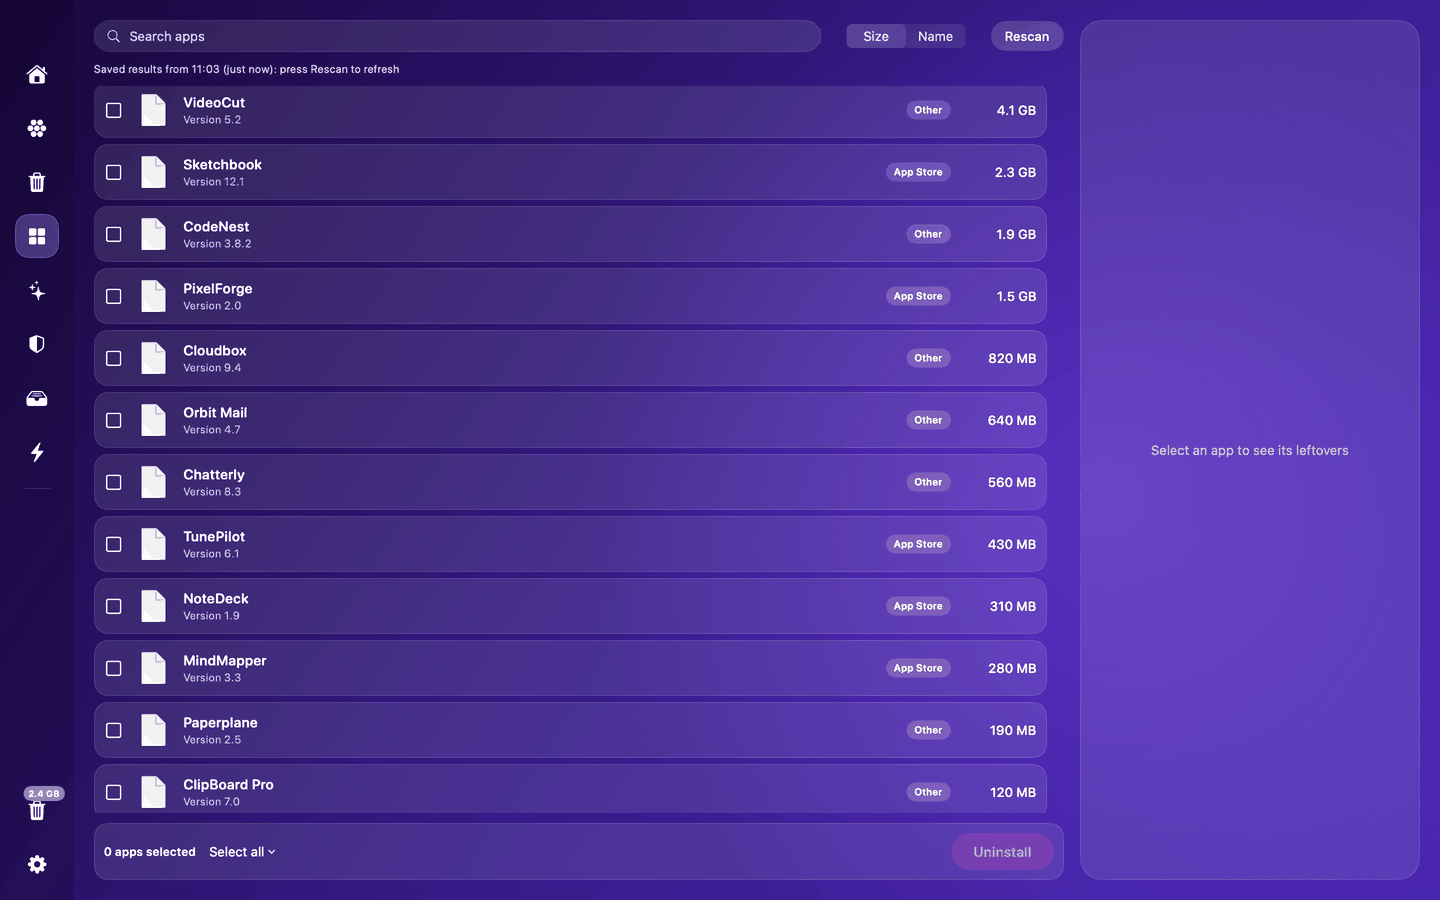 Search apps
Size
Name
Rescan
Saved results from 11:03 (just now): press Rescan to refresh
VideoCut
Version 5.2
Other
4.1 GB
Sketchbook
Version 12.1
App Store
2.3 GB
CodeNest
Version 3.8.2
Other
1.9 GB
PixelForge
Version 2.0
App Store
1.5 GB
Cloudbox
Version 9.4
Other
820 MB
Orbit Mail
Version 4.7
Other
640 MB
Chatterly
Version 8.3
Other
560 MB
TunePilot
Version 6.1
App Store
430 MB
NoteDeck
Version 1.9
App Store
310 MB
MindMapper
Version 3.3
App Store
280 MB
Paperplane
Version 2.5
Other
190 MB
ClipBoard Pro
Version 7.0
Other
120 MB
Select an app to see its leftovers
2.4 GB
0 apps selected
Select all
Uninstall